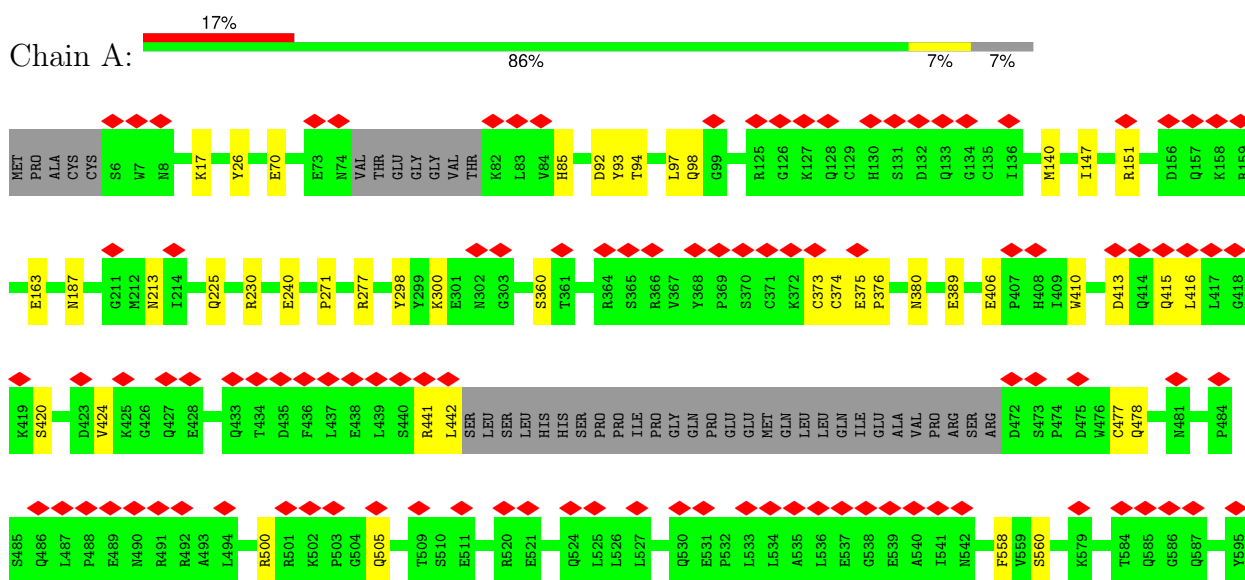 17%
Chain A:
86% 7% 7%
MET PRO ALA CYS CYS S6 W7 N8 K17 Y26 E70 E73 N74 VAL THR GLU GLY GLY VAL THR K82 L83 V84 H85 D92 Y93 T94 L97 Q98 G99 R125 G126 K127 Q128 C129 H130 S131 D132 Q133 G134 C135 I136 M140 I147 R151 D156 Q157 K158 R159
E163 N187 G211 M212 N213 I214 Q225 R230 E240 P271 R277 Y298 Y299 K300 E301 N302 G303 S360 T361 R364 S365 R366 V367 Y368 P369 S370 C371 K372 C373 C374 E375 P376 N380 E389 E406 P407 H408 I409 W410 D413 Q414 Q415 L416 L417 G418
K419 S420 D423 V424 K425 G426 Q427 E428 Q433 T434 D435 F436 L437 E438 L439 S440 R441 L442 SER LEU SER LEU HIS HIS SER PRO PRO ILE PRO GLY GLN PRO GLU GLU MET GLN LEU LEU GLN ILE GLU ALA VAL PRO ARG SER ARG D472 S473 P474 D475 W476 C477 Q478 N481 P484
S485 Q486 L487 P488 E489 N490 R491 R492 A493 L494 R500 R501 K502 P503 G504 Q505 T509 S510 E511 R520 E521 Q524 L525 L526 L527 Q530 E531 P532 L533 L534 A535 L536 E537 G538 E539 A540 I541 N542 F558 V559 S560 K579 T584 Q585 G586 Q587 Y595